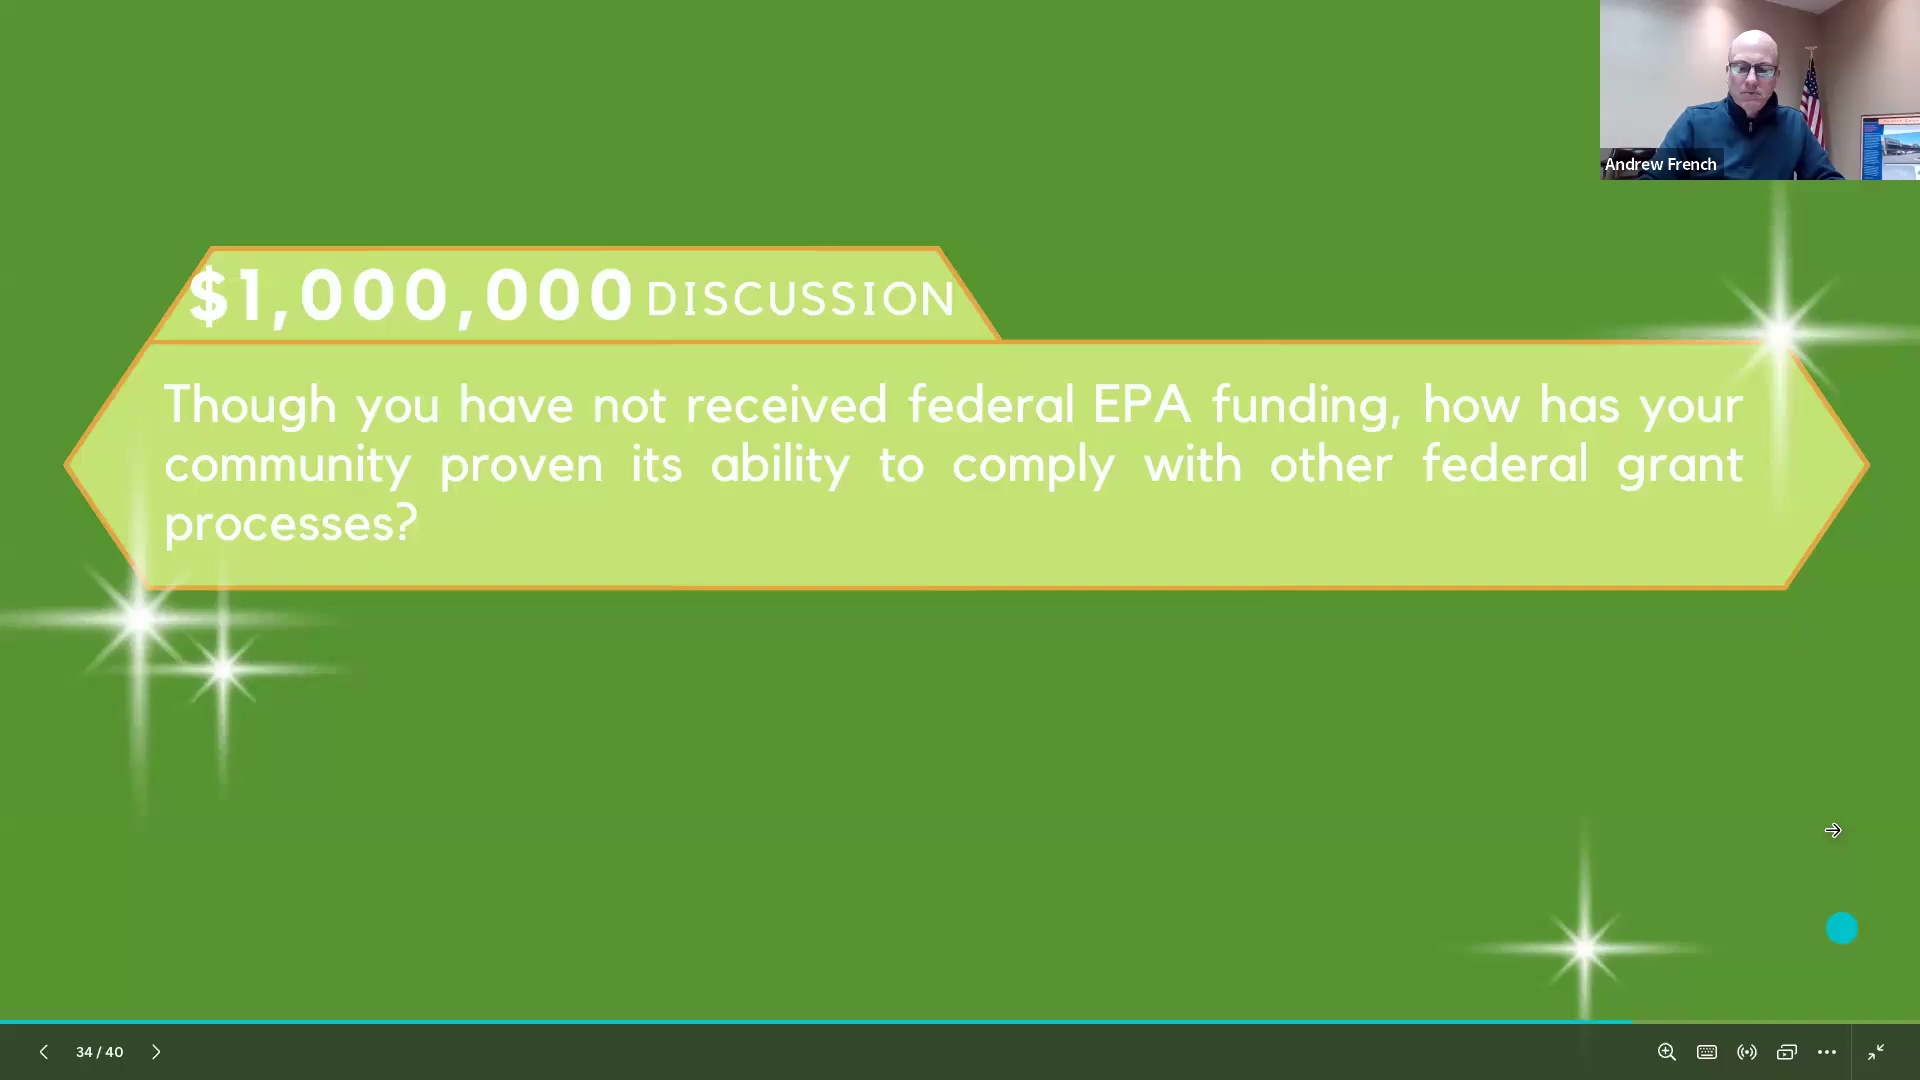 Andrew French
$1,000,000 DISCUSSION
Though you have not received federal EPA funding, how has your
community proven its ability to comply with other federal grant
processes?
34 / 40